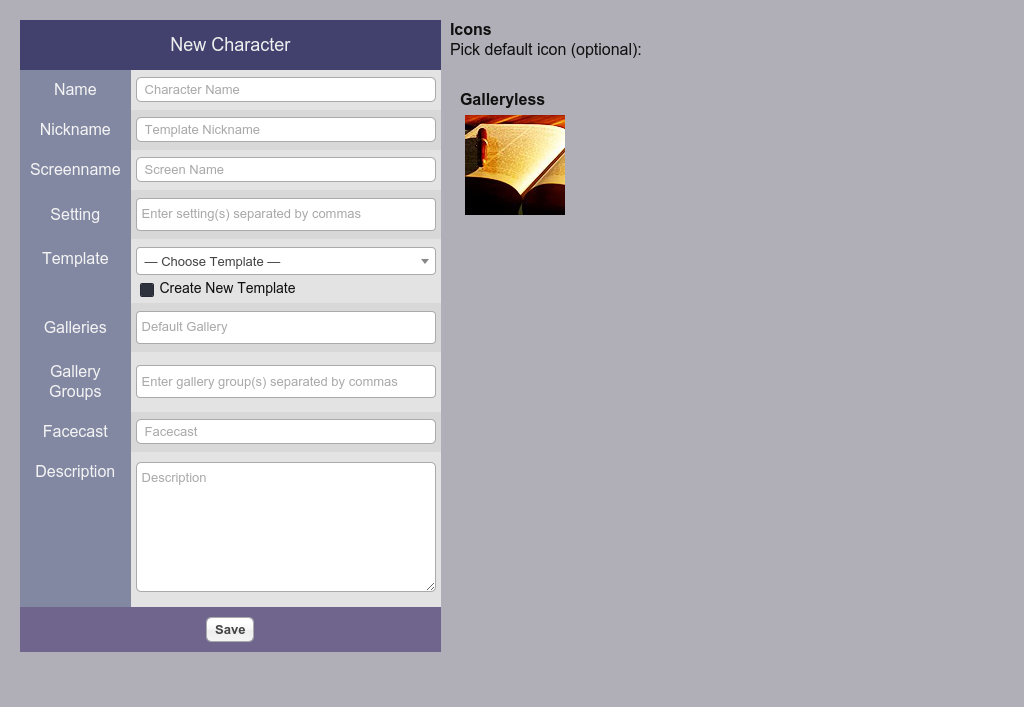 New Character
Name
Character Name
Nickname
Template Nickname
Screenname
Screen Name
Setting
Enter setting(s) separated by commas
Template
— Choose Template —
Create New Template
Galleries
Default Gallery
Gallery
Groups
Enter gallery group(s) separated by commas
Facecast
Facecast
Description
Description
Save
Icons
Pick default icon (optional):
Galleryless